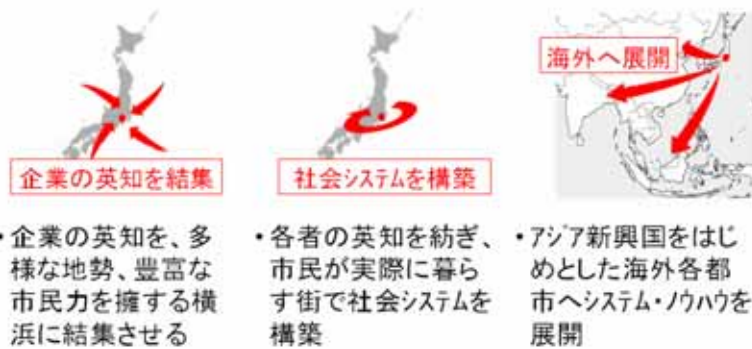 企業の英知を結集
社会システムを構築
海外へ展開
・企業の英知を、多
様な地勢、豊富な
市民力を擁する横
浜に結集させる
・各者の英知を紡ぎ、
市民が実際に暮ら
す街で社会システムを
構築
・アジア新興国をはじ
めとした海外各都
市へシステム・ノウハウを
展開